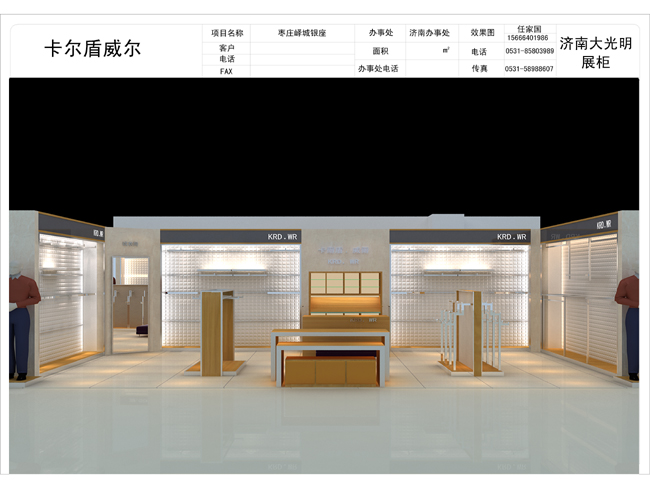 卡尔盾威尔
项目名称 枣庄峄城银座 办事处 济南办事处 效果图 任家国 15666401986
客户 面积 ㎡ 电话 0531-85803989
电话
FAX 办事处电话 传真 0531-58988607
济南大光明
展柜
KRD.WR
KRD.WR
KRD.WR
KRD.WR